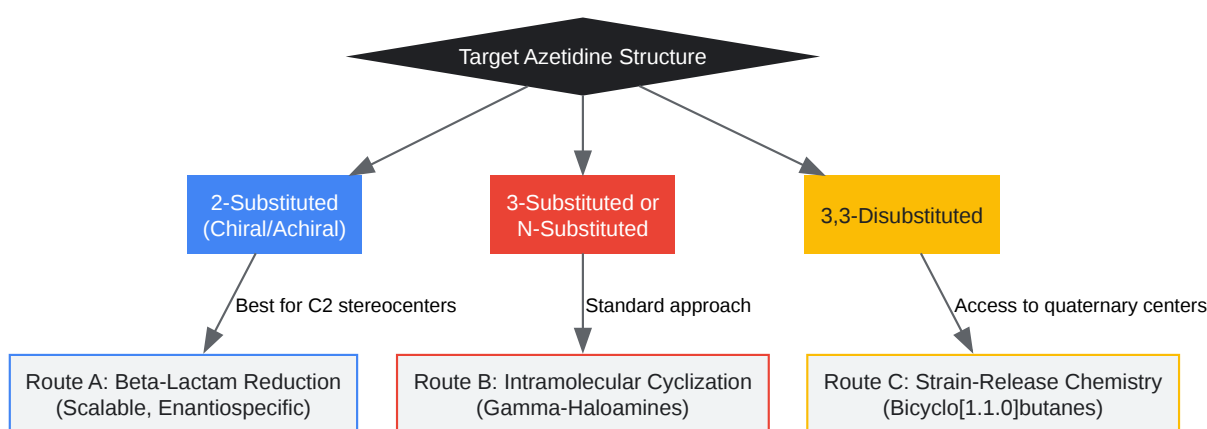 Target Azetidine Structure
2-Substituted
(Chiral/Achiral)
3-Substituted or
N-Substituted
3,3-Disubstituted
Best for C2 stereocenters
Standard approach
Access to quaternary centers
Route A: Beta-Lactam Reduction
(Scalable, Enantiospecific)
Route B: Intramolecular Cyclization
(Gamma-Haloamines)
Route C: Strain-Release Chemistry
(Bicyclo[1.1.0]butanes)